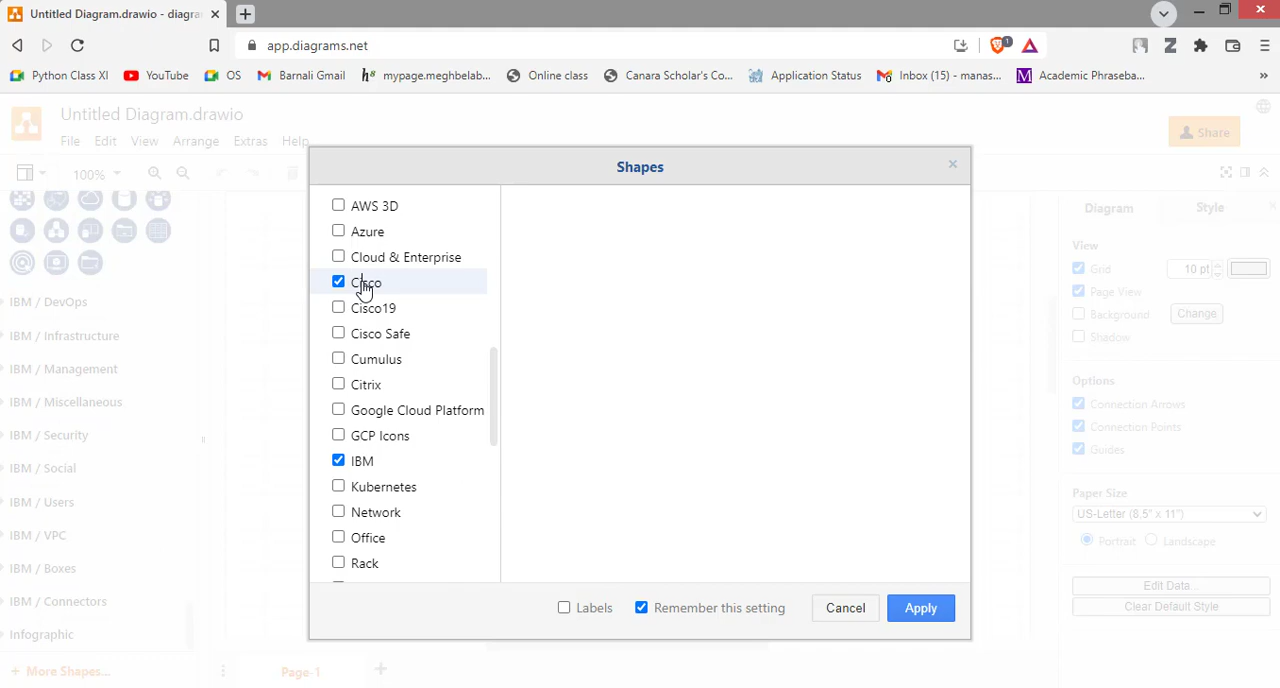 Untitled Diagram.drawio - diagra
app.diagrams.net
1
Python Class XI
YouTube
OS
Barnali Gmail
mypage.meghbelab...
Online class
Canara Scholar's Co...
Application Status
Inbox (15) - manas...
Academic Phraseba...
»
Untitled Diagram.drawio
Share
File
Edit
View
Arrange
Extras
Help
100%
IBM / DevOps
IBM / Infrastructure
IBM / Management
IBM / Miscellaneous
IBM / Security
IBM / Social
IBM / Users
IBM / VPC
IBM / Boxes
IBM / Connectors
Infographic
+ More Shapes...
Shapes
AWS 3D
Azure
Cloud & Enterprise
Cisco
Cisco19
Cisco Safe
Cumulus
Citrix
Google Cloud Platform
GCP Icons
IBM
Kubernetes
Network
Office
Rack
Labels
Remember this setting
Cancel
Apply
Page-1
Diagram
Style
View
Grid
10 pt
Page View
Background
Change
Shadow
Options
Connection Arrows
Connection Points
Guides
Paper Size
US-Letter (8,5" x 11")
Portrait
Landscape
Edit Data...
Clear Default Style